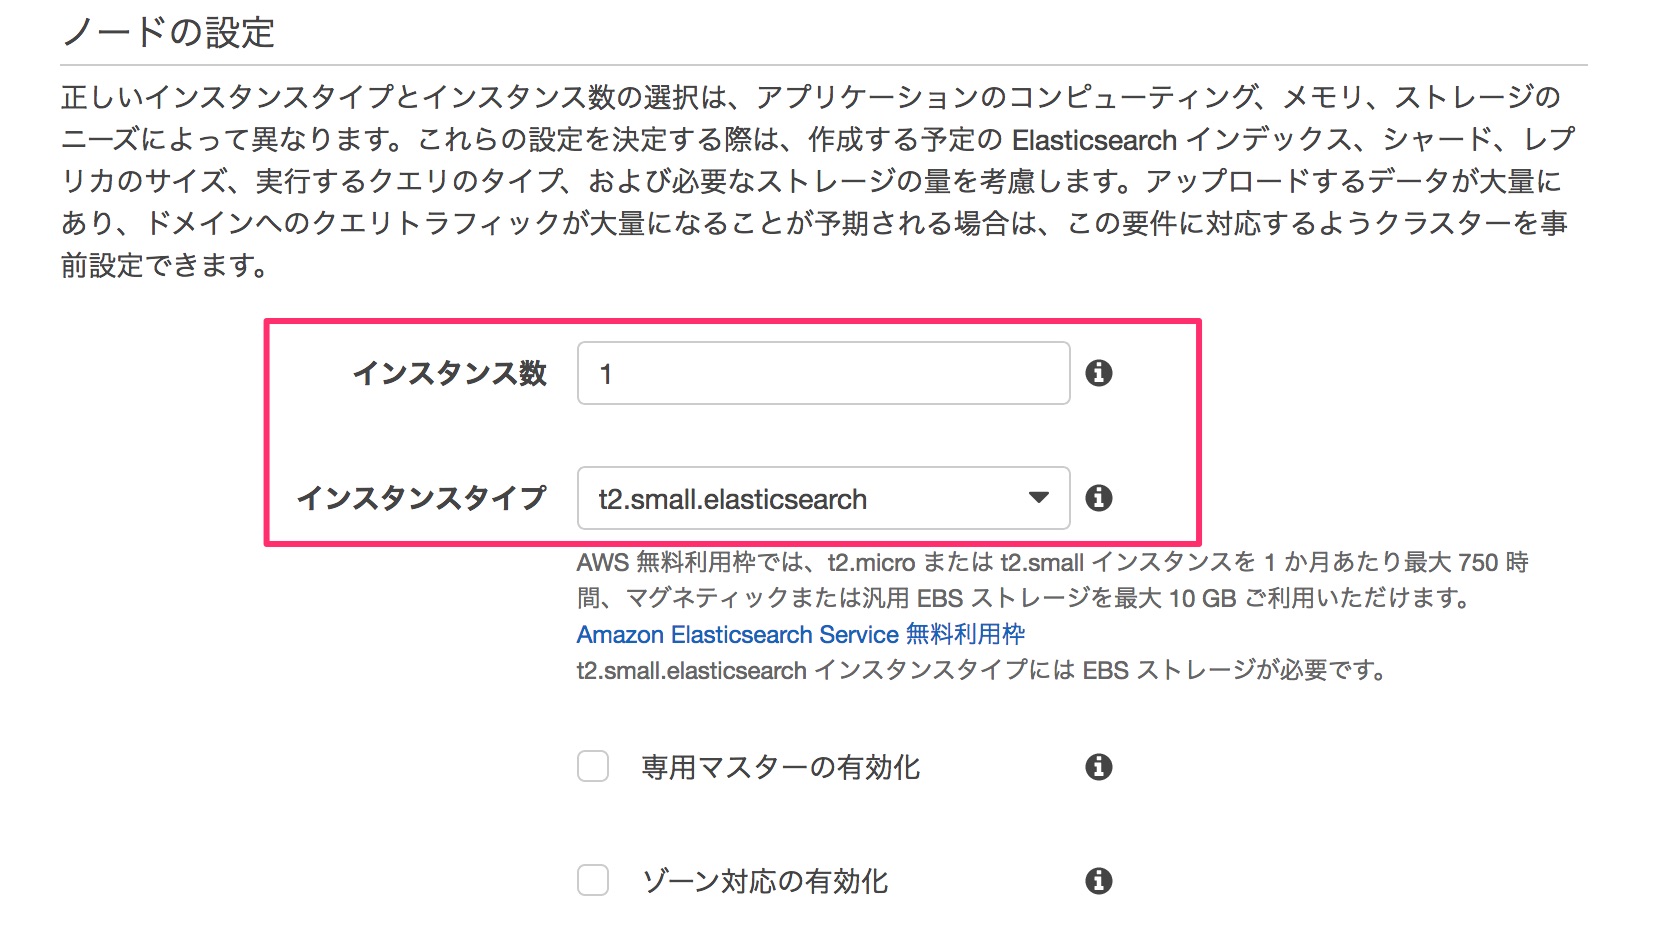 ノードの設定
正しいインスタンスタイプとインスタンス数の選択は、アプリケーションのコンピューティング、メモリ、ストレージの
ニーズによって異なります。これらの設定を決定する際は、作成する予定の Elasticsearch インデックス、シャード、レプ
リカのサイズ、実行するクエリのタイプ、および必要なストレージの量を考慮します。アップロードするデータが大量に
あり、ドメインへのクエリトラフィックが大量になることが予期される場合は、この要件に対応するようクラスターを事
前設定できます。
インスタンス数 1
インスタンスタイプ t2.small.elasticsearch
AWS 無料利用枠では、t2.micro または t2.small インスタンスを 1 か月あたり最大 750 時
間、マグネティックまたは汎用 EBS ストレージを最大 10 GB ご利用いただけます。
Amazon Elasticsearch Service 無料利用枠
t2.small.elasticsearch インスタンスタイプには EBS ストレージが必要です。
専用マスターの有効化
ゾーン対応の有効化